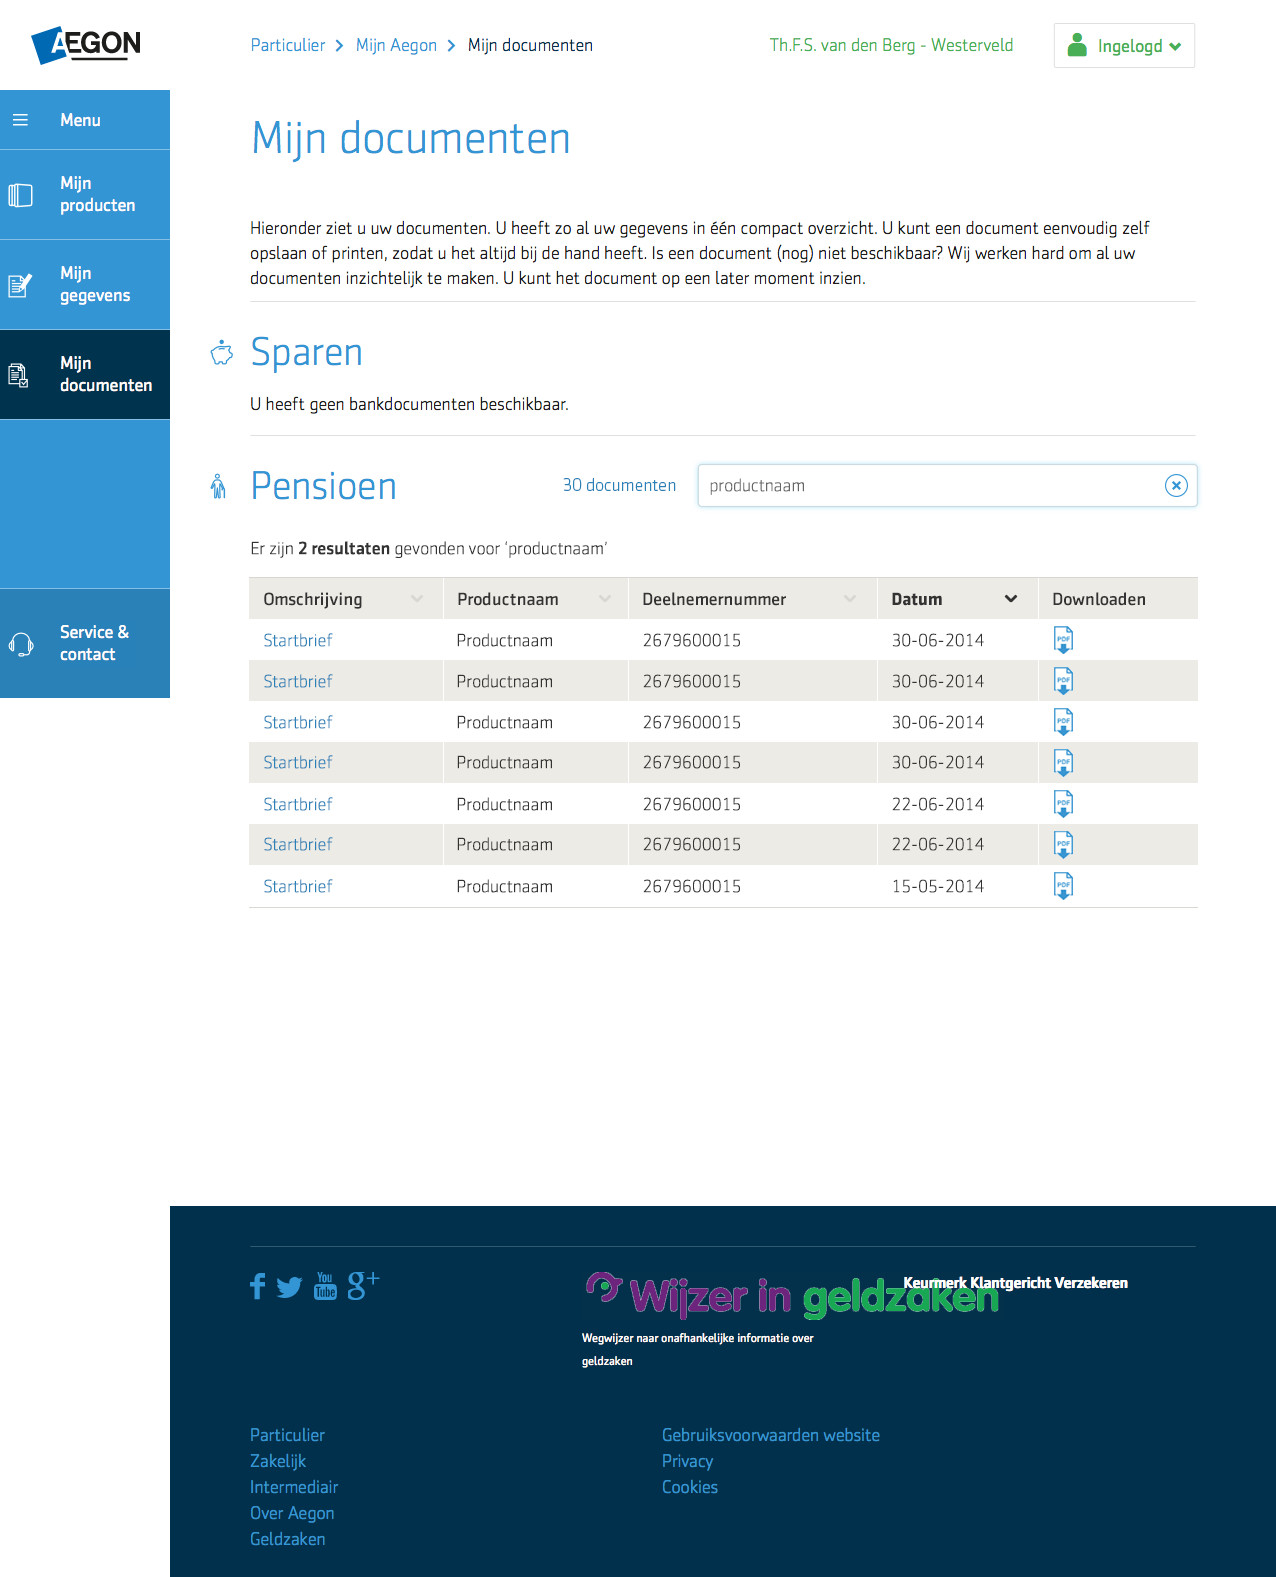 AEGON
Particulier > Mijn Aegon > Mijn documenten
Th.F.S. van den Berg - Westerveld
Ingelogd
Menu
Mijn
producten
Mijn
gegevens
Mijn
documenten
Service &
contact
Mijn documenten
Hieronder ziet u uw documenten. U heeft zo al uw gegevens in één compact overzicht. U kunt een document eenvoudig zelf
opslaan of printen, zodat u het altijd bij de hand heeft. Is een document (nog) niet beschikbaar? Wij werken hard om al uw
documenten inzichtelijk te maken. U kunt het document op een later moment inzien.
Sparen
U heeft geen bankdocumenten beschikbaar.
Pensioen
30 documenten
productnaam
Er zijn 2 resultaten gevonden voor ‘productnaam’
Omschrijving Productnaam Deelnemernummer Datum Downloaden
Startbrief Productnaam 2679600015 30-06-2014 PDF
Startbrief Productnaam 2679600015 30-06-2014 PDF
Startbrief Productnaam 2679600015 30-06-2014 PDF
Startbrief Productnaam 2679600015 30-06-2014 PDF
Startbrief Productnaam 2679600015 22-06-2014 PDF
Startbrief Productnaam 2679600015 22-06-2014 PDF
Startbrief Productnaam 2679600015 15-05-2014 PDF
You
Tube
g+
Wijzer in geldzaken
Keurmerk Klantgericht Verzekeren
Wegwijzer naar onafhankelijke informatie over
geldzaken
Particulier
Zakelijk
Intermediair
Over Aegon
Geldzaken
Gebruiksvoorwaarden website
Privacy
Cookies